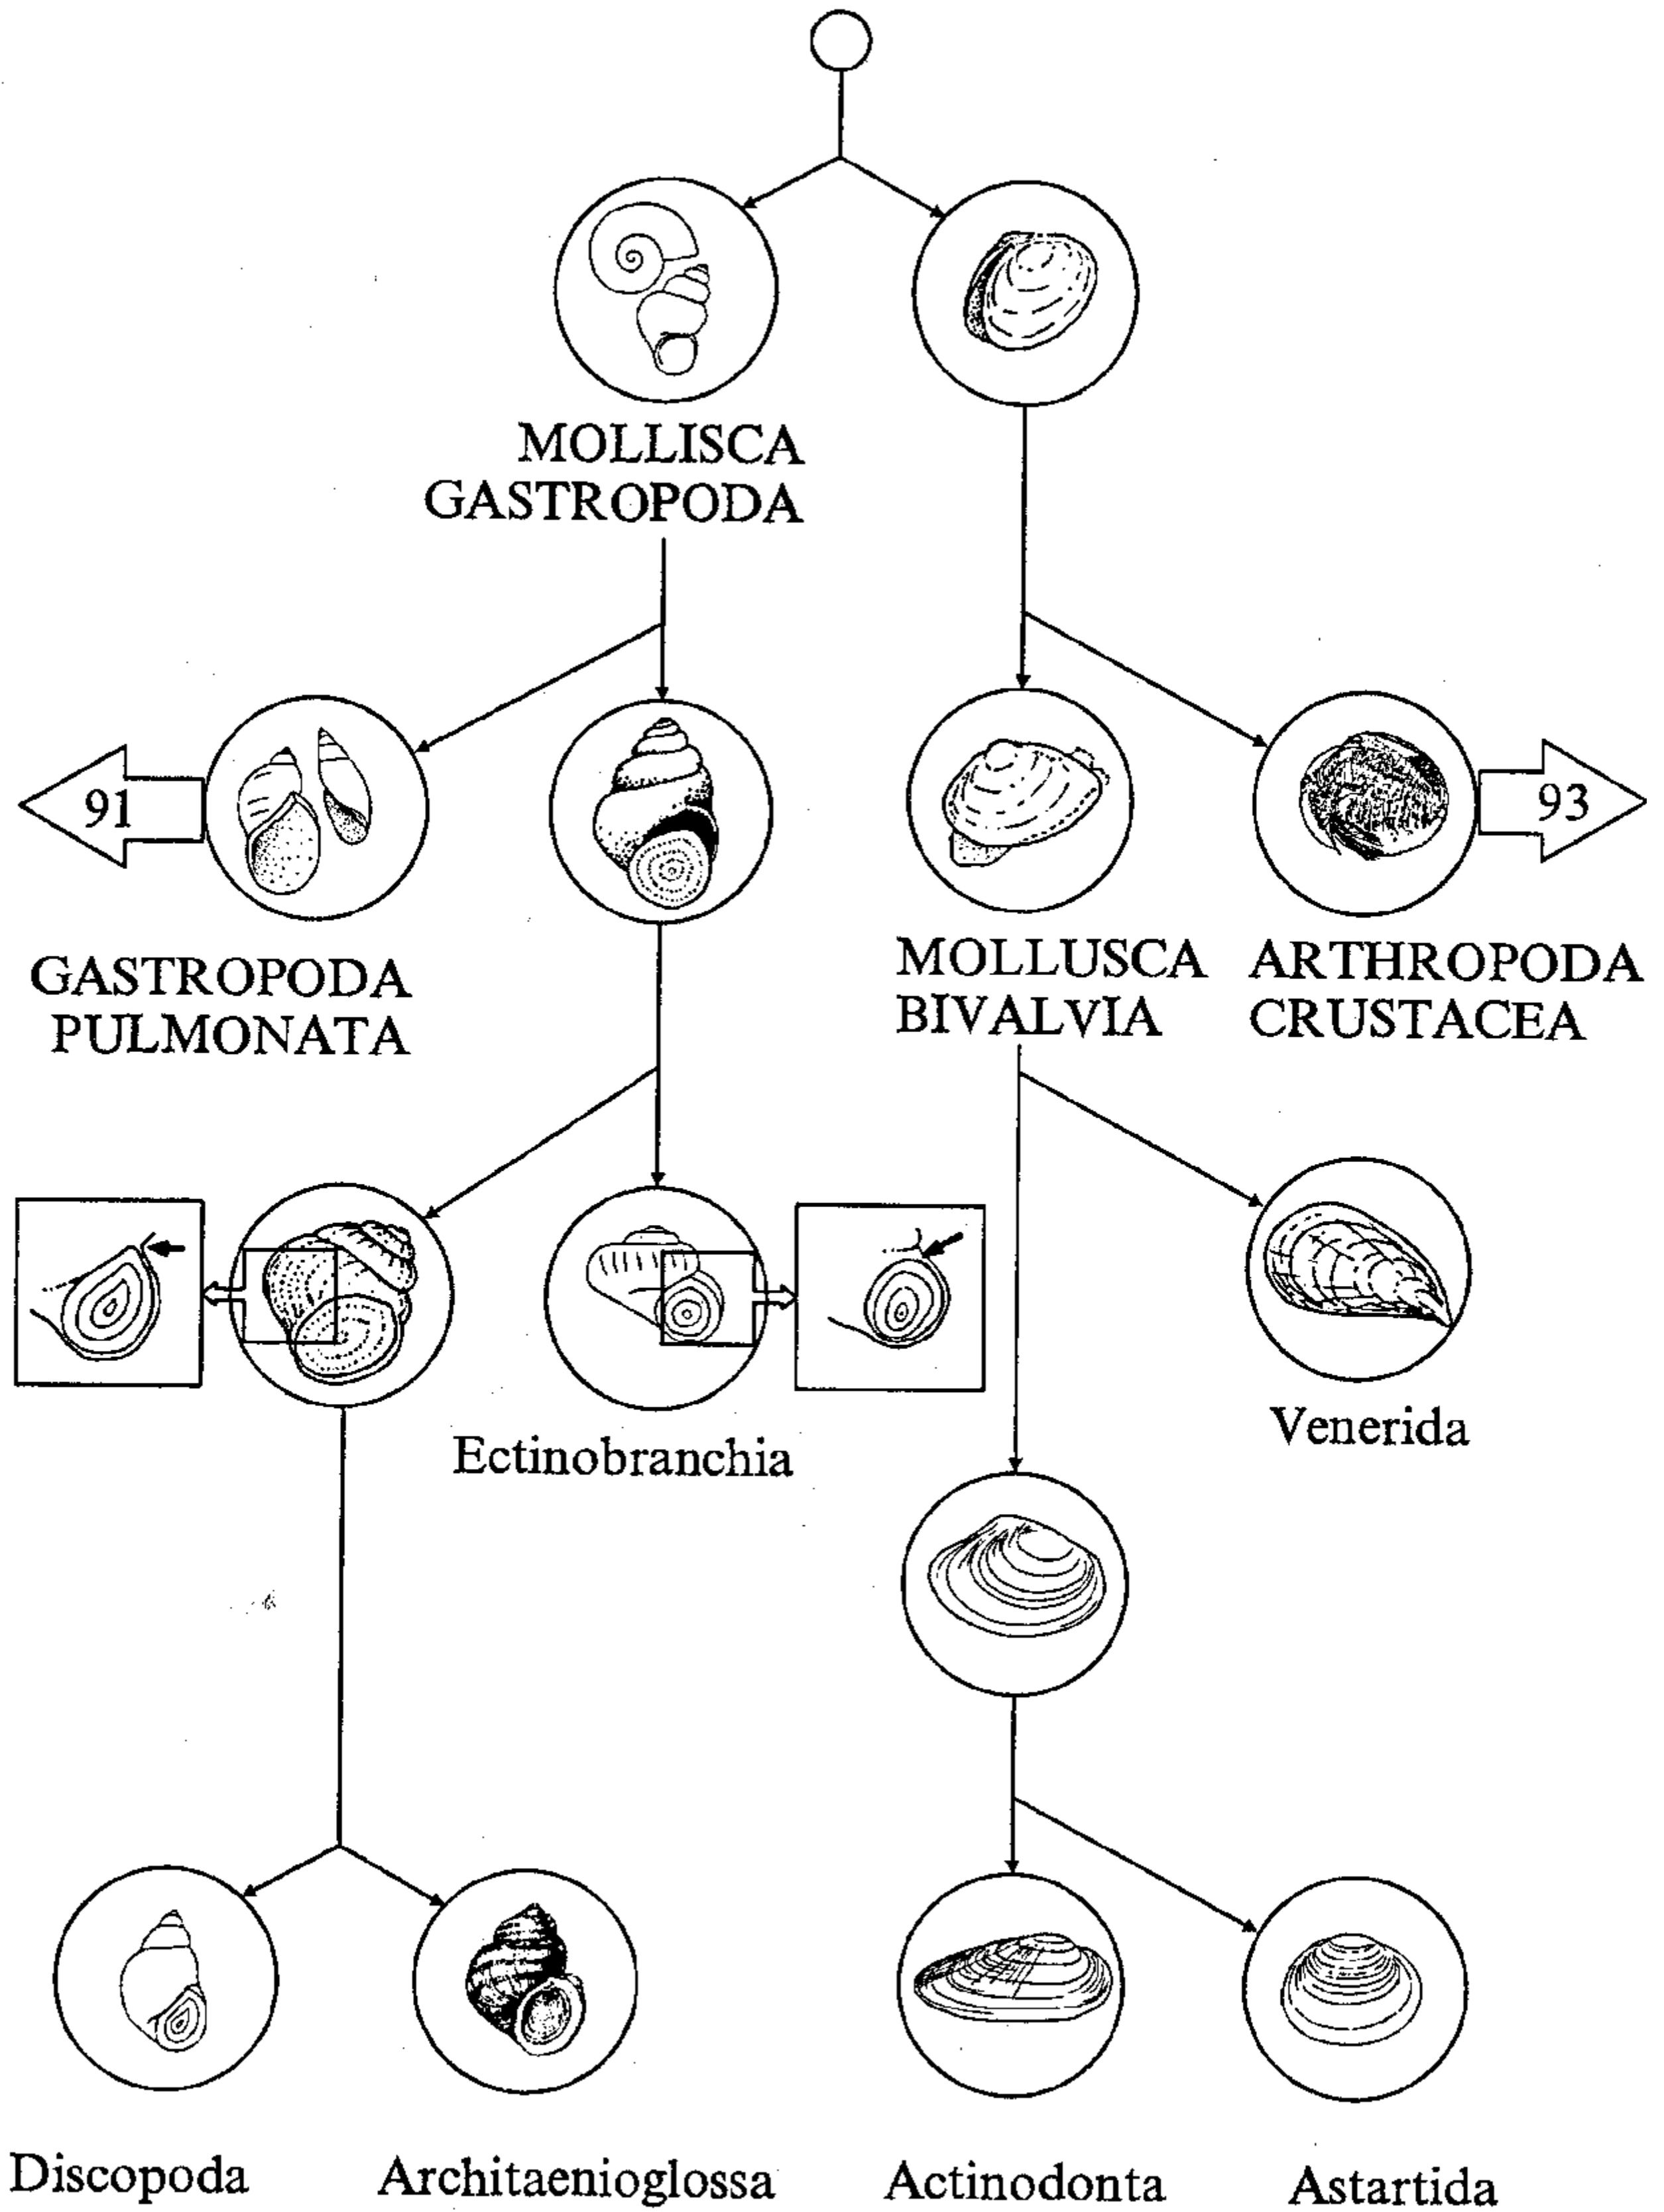 MOLLISCA
GASTROPODA
91
93
GASTROPODA
PULMONATA
MOLLUSCA
BIVALVIA
ARTHROPODA
CRUSTACEA
Ectinobranchia
Venerida
Discopoda
Architaenioglossa
Actinodonta
Astartida